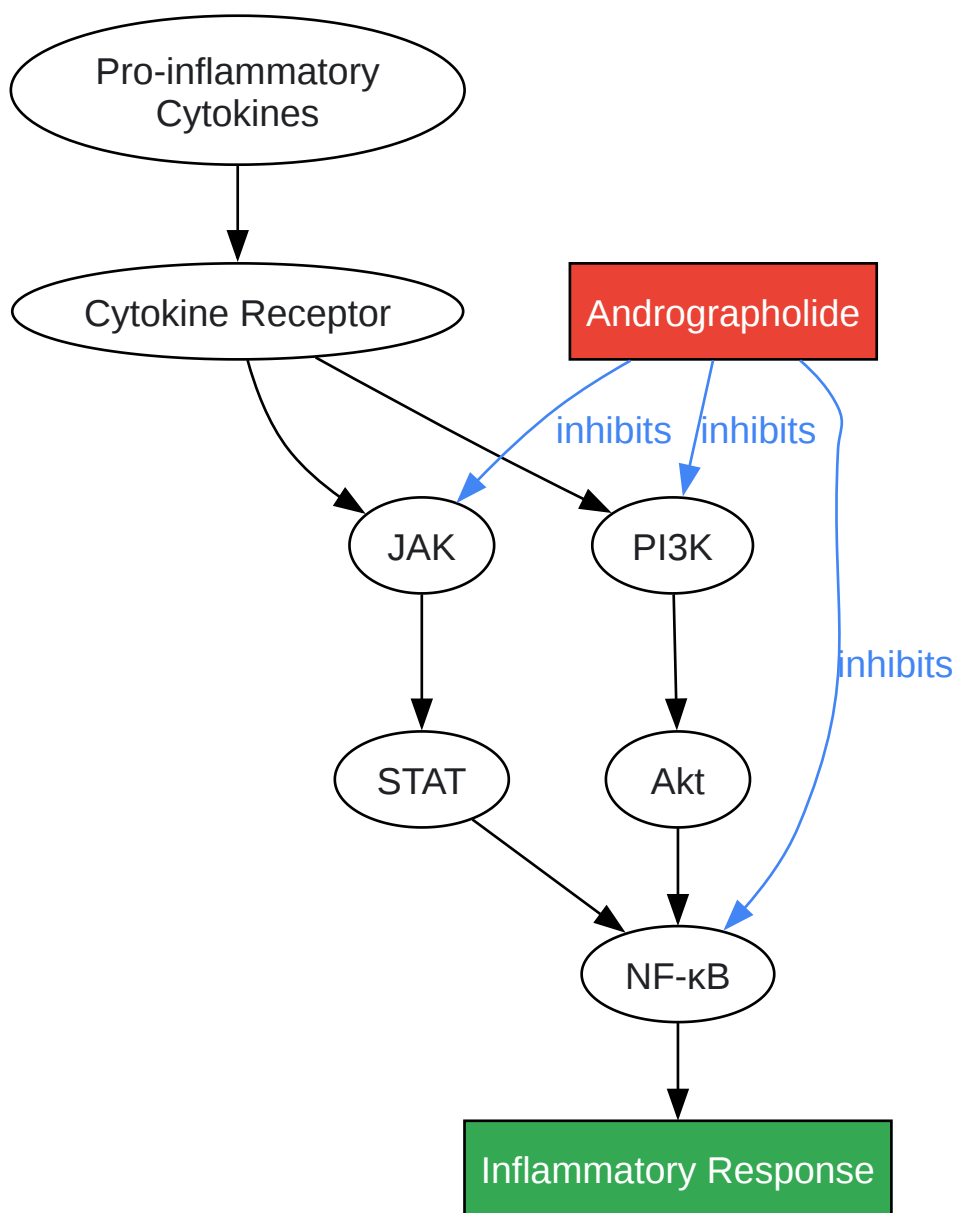 Pro-inflammatory
Cytokines
Cytokine Receptor
Andrographolide
inhibits
inhibits
JAK
PI3K
inhibits
STAT
Akt
NF-κB
Inflammatory Response